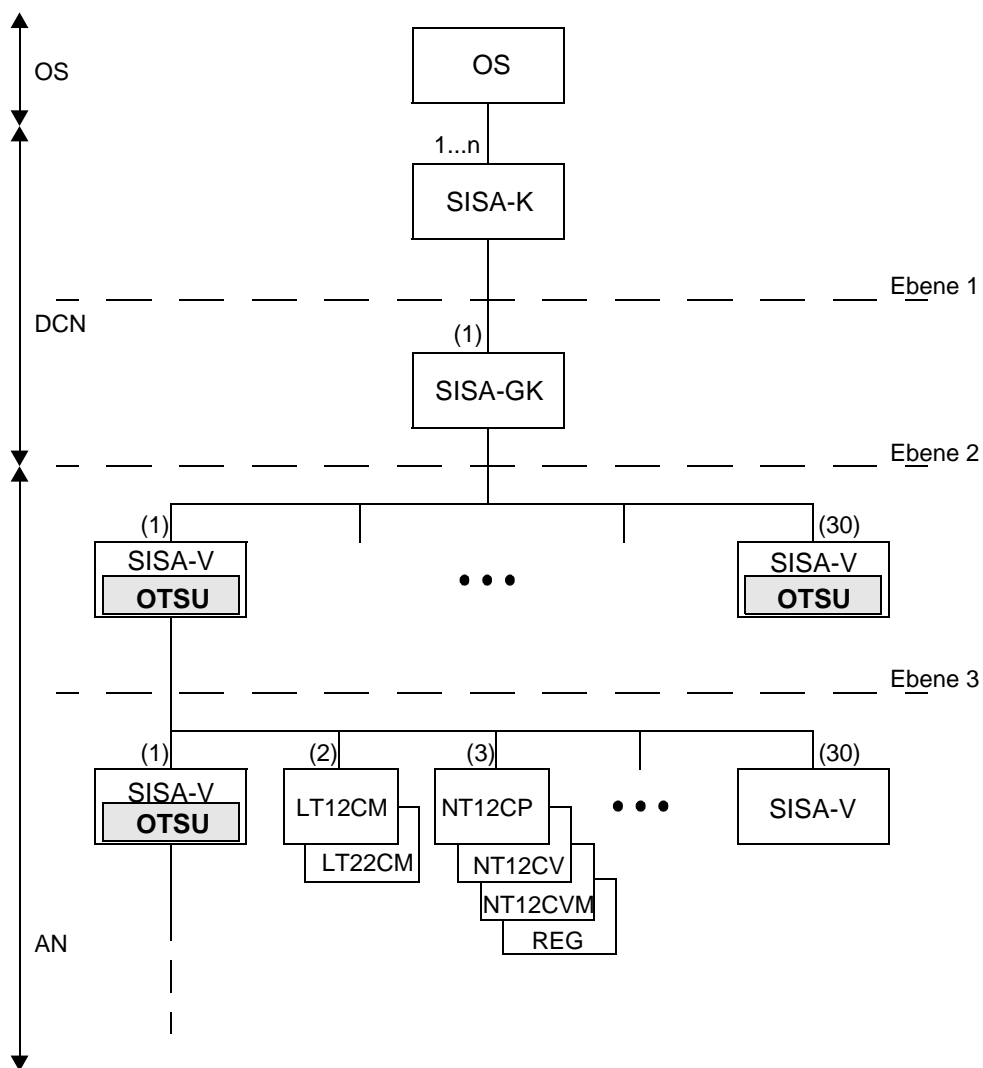 OS
OS
1...n
SISA-K
Ebene 1
DCN
(1)
SISA-GK
Ebene 2
(1)
(30)
SISA-V
OTSU
SISA-V
OTSU
Ebene 3
(1)
(2)
(3)
(30)
SISA-V
OTSU
LT12CM
LT22CM
NT12CP
NT12CV
NT12CVM
REG
SISA-V
AN